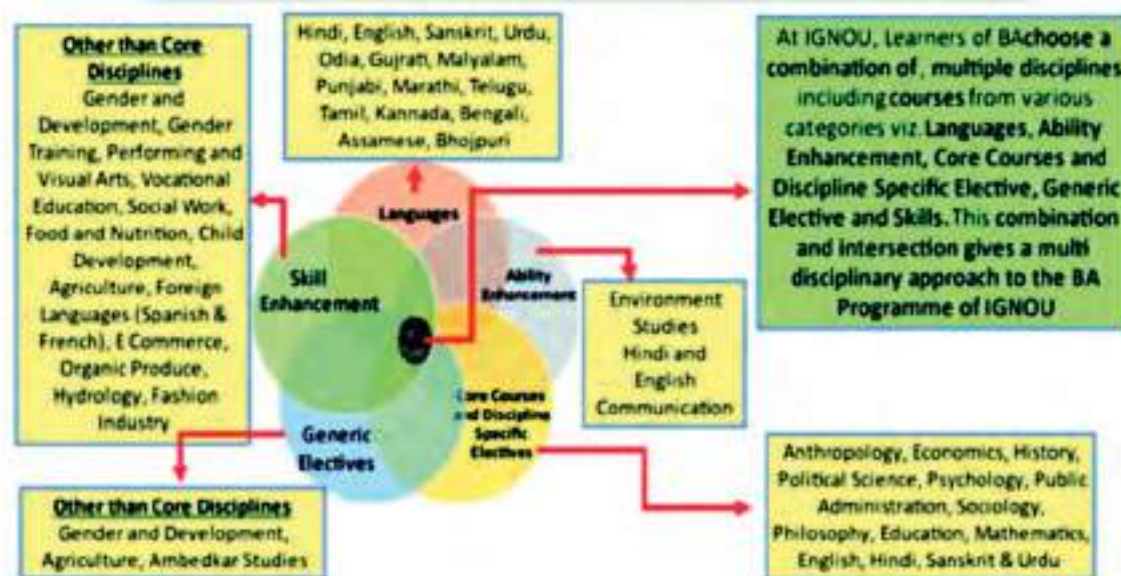 Other than Core
Disciplines
Gender and
Development, Gender
Training, Performing and
Visual Arts, Vocational
Education, Social Work,
Food and Nutrition, Child
Development,
Agriculture, Foreign
Languages (Spanish &
French), E Commerce,
Organic Produce,
Hydrology, Fashion
Industry
Hindi, English, Sanskrit, Urdu,
Odia, Gujrati, Malyalam,
Punjabi, Marathi, Telugu,
Tamil, Kannada, Bengali,
Assamese, Bhojpuri
At IGNOU, Learners of BAchoose a
combination of , multiple disciplines
including courses from various
categories viz. Languages, Ability
Enhancement, Core Courses and
Discipline Specific Elective, Generic
Elective and Skills. This combination
and intersection gives a multi
disciplinary approach to the BA
Programme of IGNOU
Languages
Skill
Enhancement
Ability
Enhancement
Environment
Studies
Hindi and
English
Communication
Core Courses
and Discipline
Specific
Electives
Generic
Electives
Other than Core Disciplines
Gender and Development,
Agriculture, Ambedkar Studies
Anthropology, Economics, History,
Political Science, Psychology, Public
Administration, Sociology,
Philosophy, Education, Mathematics,
English, Hindi, Sanskrit & Urdu